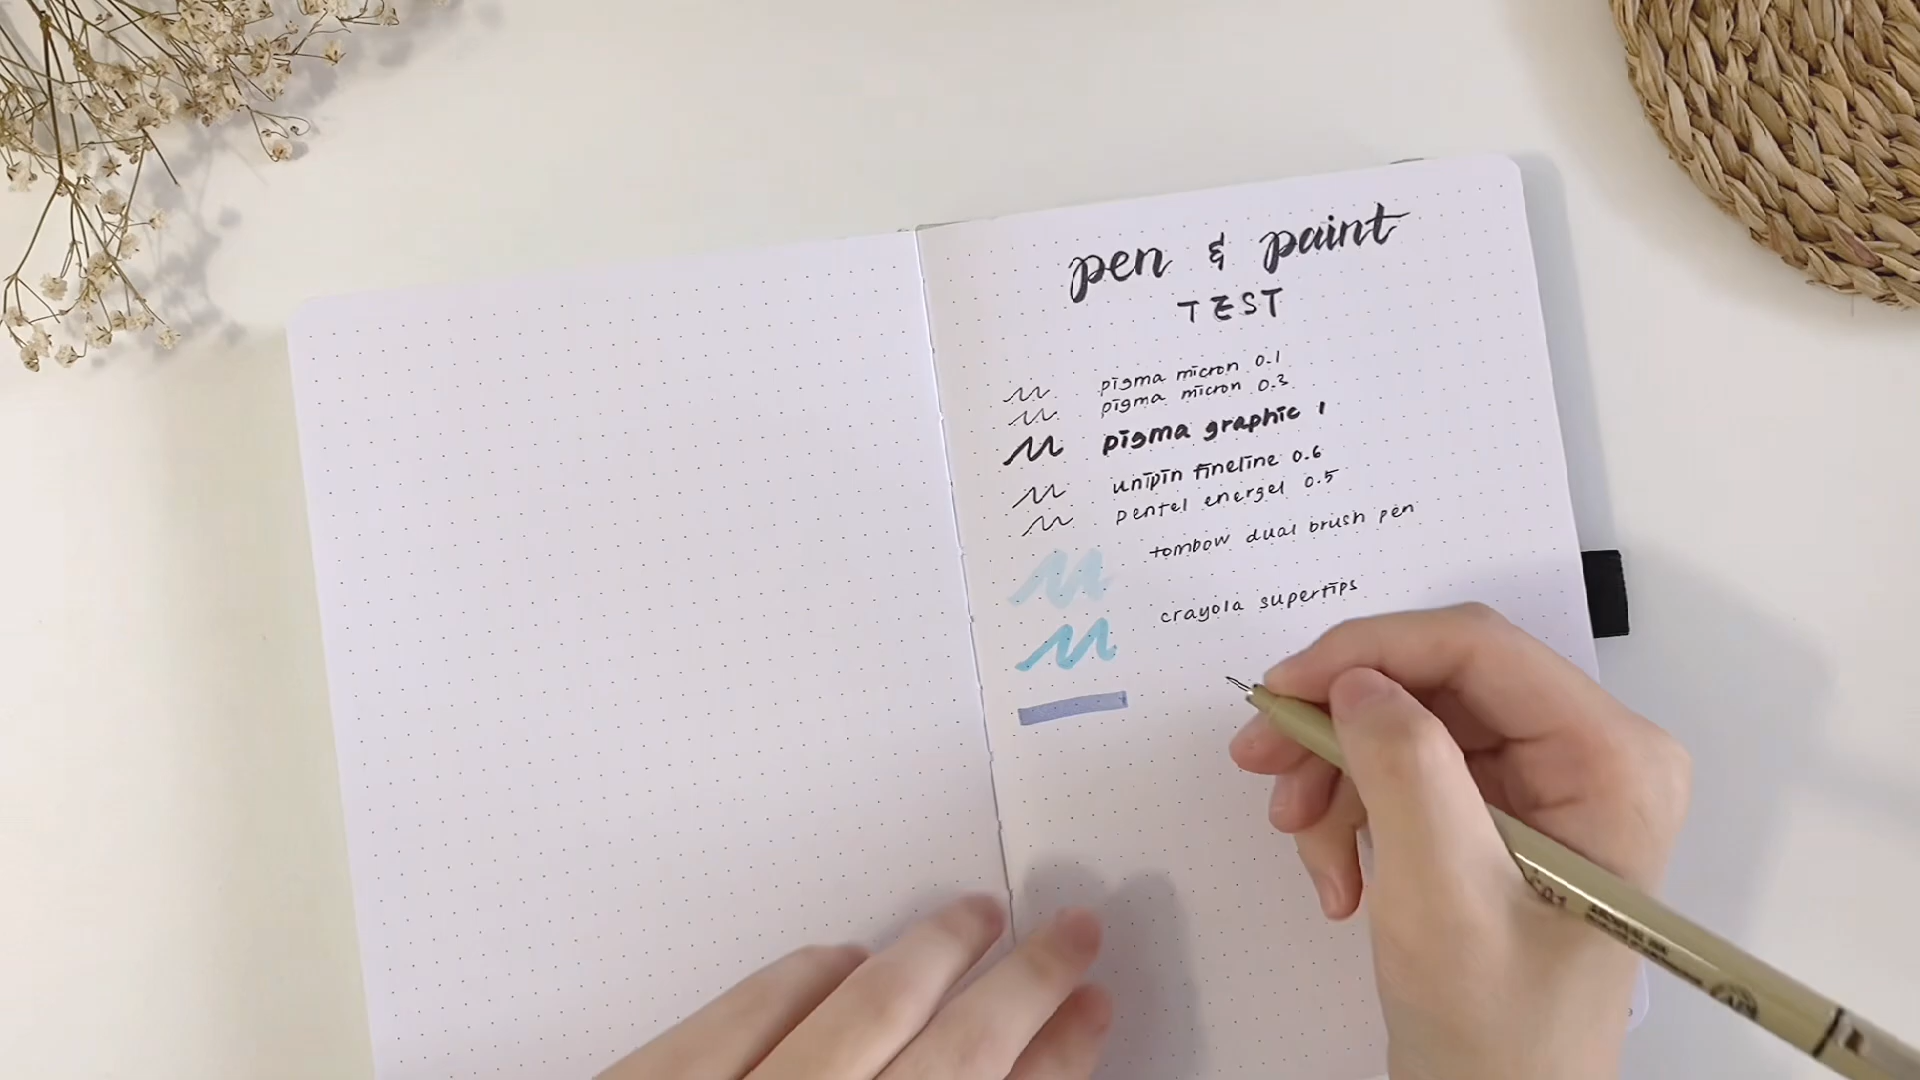 pen & paint
TEST
pigma micron 0.1
pigma micron 0.3
pigma graphic 1
unipin fineline 0.6
pentel energel 0.5
tombow dual brush pen
crayola supertips